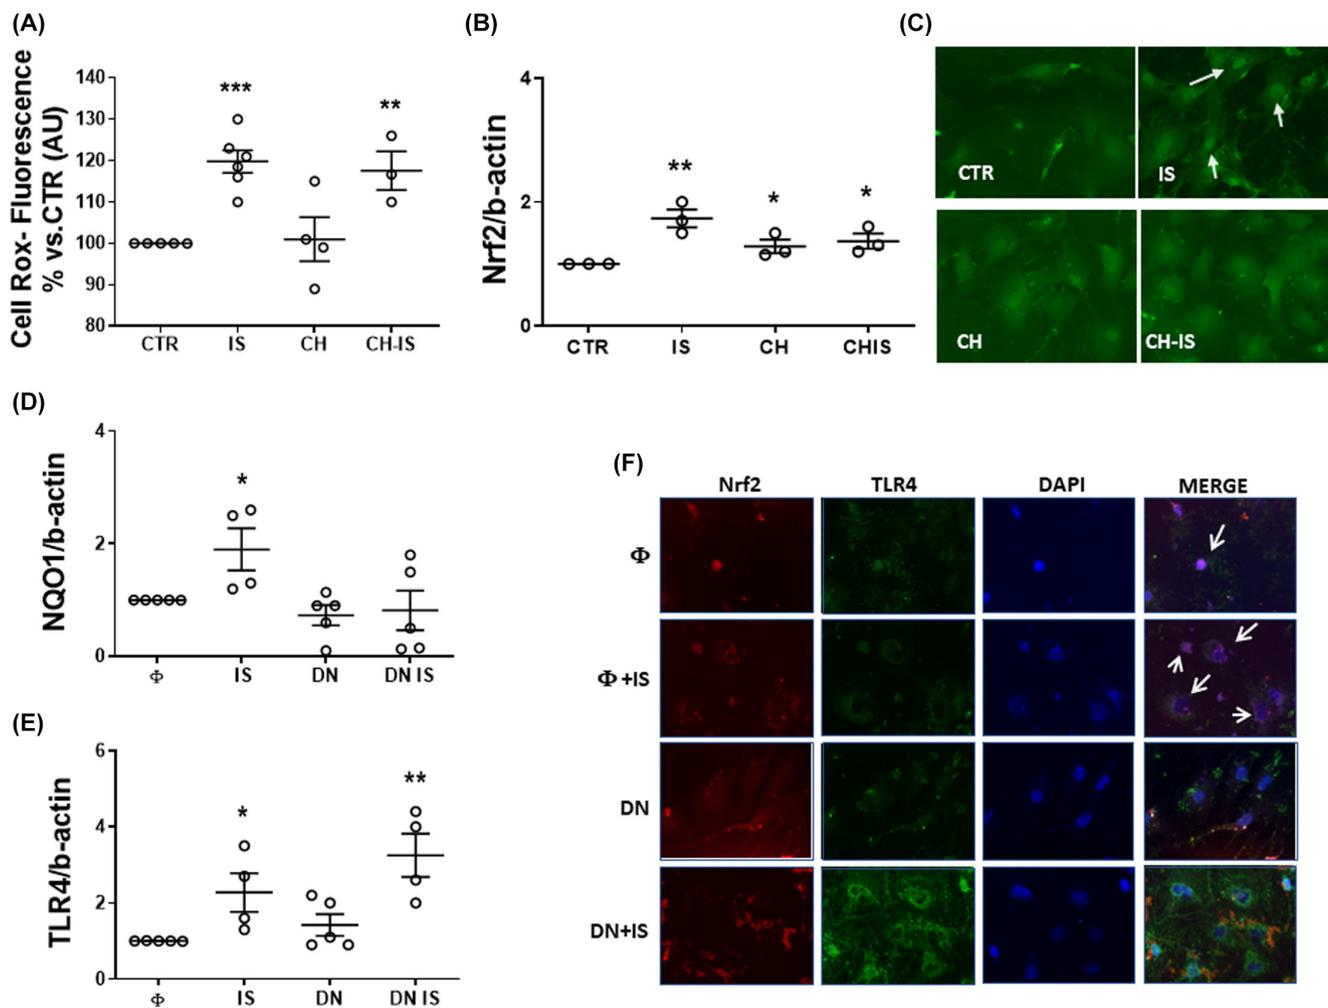 (A)
Cell Rox- Fluorescence
% vs.CTR (AU)
140
130
120
110
100
90
80
***
**
CTR
IS
CH
CH-IS
(B)
Nrf2/b-actin
4
2
0
**
*
*
CTR
IS
CH
CHIS
(C)
CTR
IS
CH
CH-IS
(D)
NQO1/b-actin
4
2
0
*
Φ
IS
DN
DN IS
(E)
TLR4/b-actin
6
4
2
0
*
**
Φ
IS
DN
DN IS
(F)
Nrf2
TLR4
DAPI
MERGE
Φ
Φ+IS
DN
DN+IS